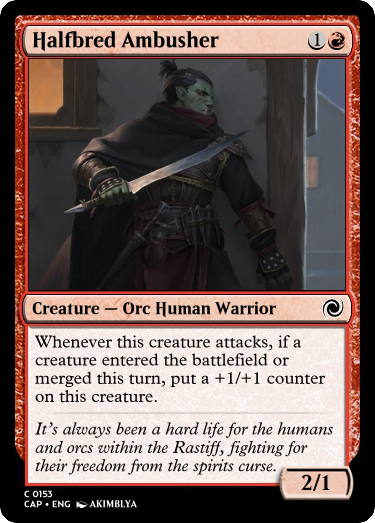 Halfbred Ambusher 1
Creature — Orc Human Warrior
Whenever this creature attacks, if a
creature entered the battlefield or
merged this turn, put a +1/+1 counter
on this creature.
It's always been a hard life for the humans
and orcs within the Rastiff, fighting for
their freedom from the spirits curse.
2/1
C 0153
CAP • ENG AKIMBLYA